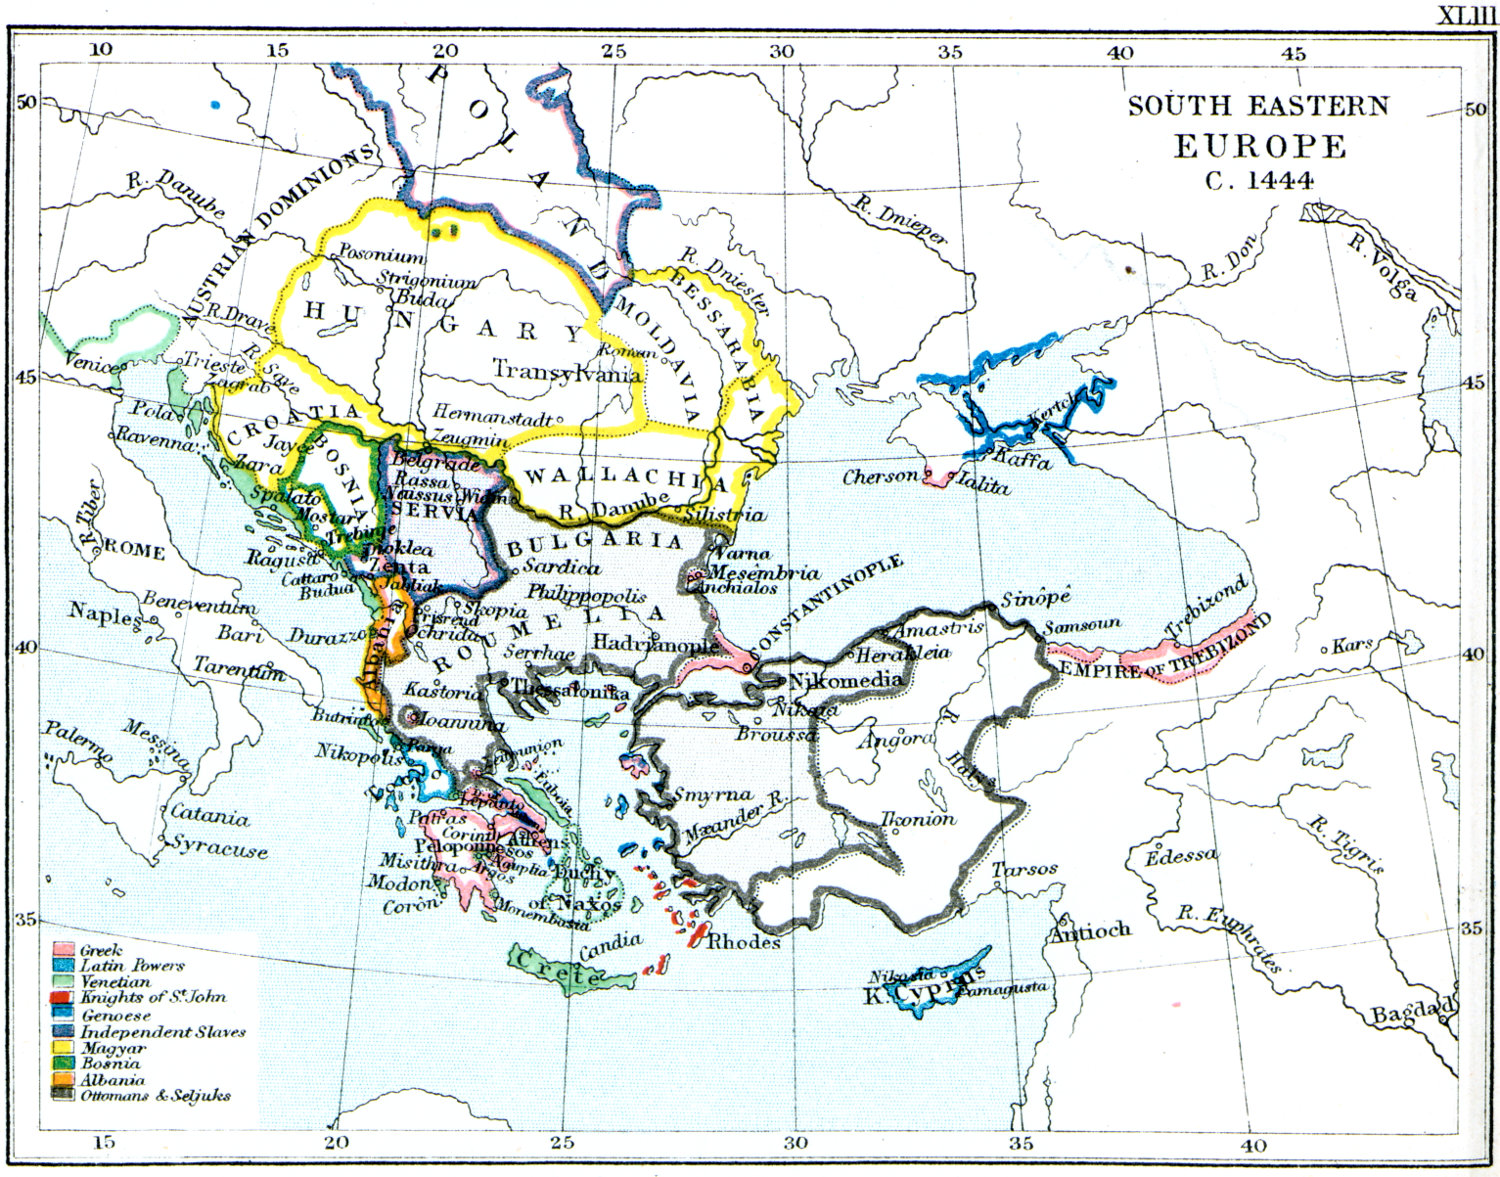 XLIII
10 15 20 25 30 35 40 45
50 50
SOUTH EASTERN
EUROPE
C. 1444
POLAND
AUSTRIAN DOMINIONS
R. Danube
R. Dnieper
R. Don
R. Volga
R. Dniester
Posonium
Strigonium
Buda
HUNGARY
MOLDAVIA
BESSARABIA
R. Drave
R. Save
Roman
Transylvania
Venice
Trieste
Zagrab
45 45
Pola
Ravenna
CROATIA
Hermanstadt
Zeugmin
Jayce
BOSNIA
Zara
Belgrade
Rassa
Naissus
Widin
SERVIA
WALLACHIA
R. Danube
Silistria
Kertch
Kaffa
Cherson
Ialita
Spalato
Mostar
Trebinje
Ragusa
Dioklea
Zenta
Cattaro
Budua
Jabliak
R. Tiber
ROME
BULGARIA
Sardica
Varna
Mesêmbria
Anchialos
Philippopolis
CONSTANTINOPLE
Naples
Beneventum
Bari
Durazzo
Tarentum
Albania
Prisrend
Skopia
Ochrida
ROUMELIA
Hadrianople
Serrhae
Sinôpê
Amastris
Herakleia
Samsoun
Trebizond
EMPIRE OF TREBIZOND
Kars
40 40
Kastoria
Thessalonika
Nikomedia
Nikaia
Broussa
Angora
R. Halys
Butrinto
Ioannina
Nikopolis
Parga
Palermo
Messina
Catania
Syracuse
Euboia
Lepanto
Patras
Corinth
Athens
Peloponnesos
Misithra
Argos
Nauplia
Modon
Coròn
Monembasia
Duchy
of Naxos
Smyrna
Mæander R.
Ikonion
Tarsos
Edessa
R. Tigris
R. Euphrates
35 35
Antioch
Rhodes
Candia
Crete
Nikosia
K. Cyprus
Famagusta
Bagdad
Greek
Latin Powers
Venetian
Knights of St. John
Genoese
Independent Slaves
Magyar
Bosnia
Albania
Ottomans & Seljuks
15 20 25 30 35 40